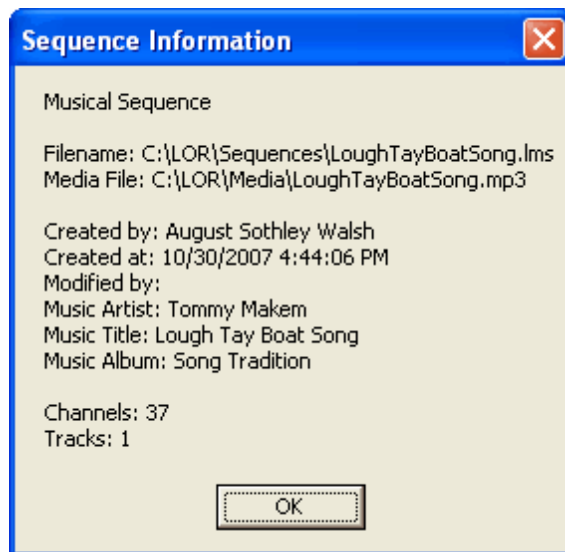 Sequence Information
Musical Sequence
Filename: C:\LOR\Sequences\LoughTayBoatSong.lms
Media File: C:\LOR\Media\LoughTayBoatSong.mp3
Created by: August Sothley Walsh
Created at: 10/30/2007 4:44:06 PM
Modified by:
Music Artist: Tommy Makem
Music Title: Lough Tay Boat Song
Music Album: Song Tradition
Channels: 37
Tracks: 1
OK